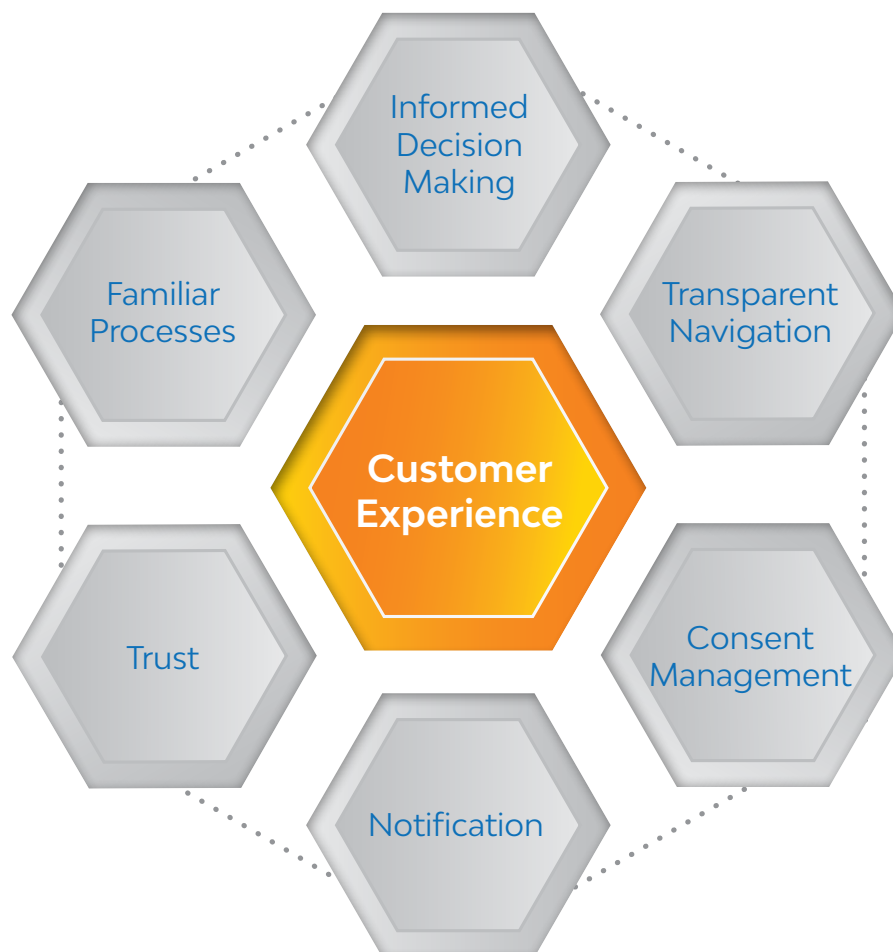 Informed
Decision
Making
Familiar
Processes
Transparent
Navigation
Customer
Experience
Trust
Consent
Management
Notification